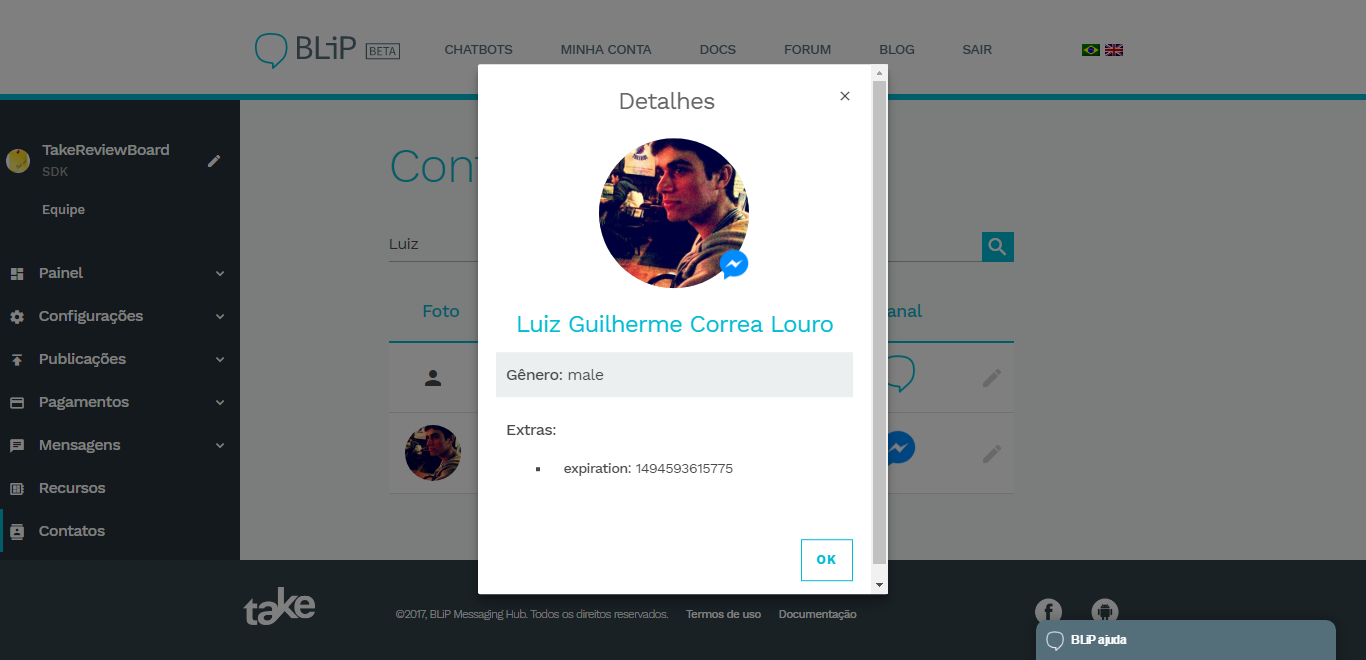 BLiP BETA
CHATBOTS MINHA CONTA DOCS FORUM BLOG SAIR
Detalhes
×
TakeReviewBoard
SDK
Equipe
Cont
Luiz
Painel
Configurações
Publicações
Pagamentos
Mensagens
Recursos
Contatos
Foto
anal
Luiz Guilherme Correa Louro
Gênero: male
Extras:
▪ expiration: 1494593615775
OK
take
©2017, BLiP Messaging Hub. Todos os direitos reservados. Termos de uso Documentação
BLiP ajuda